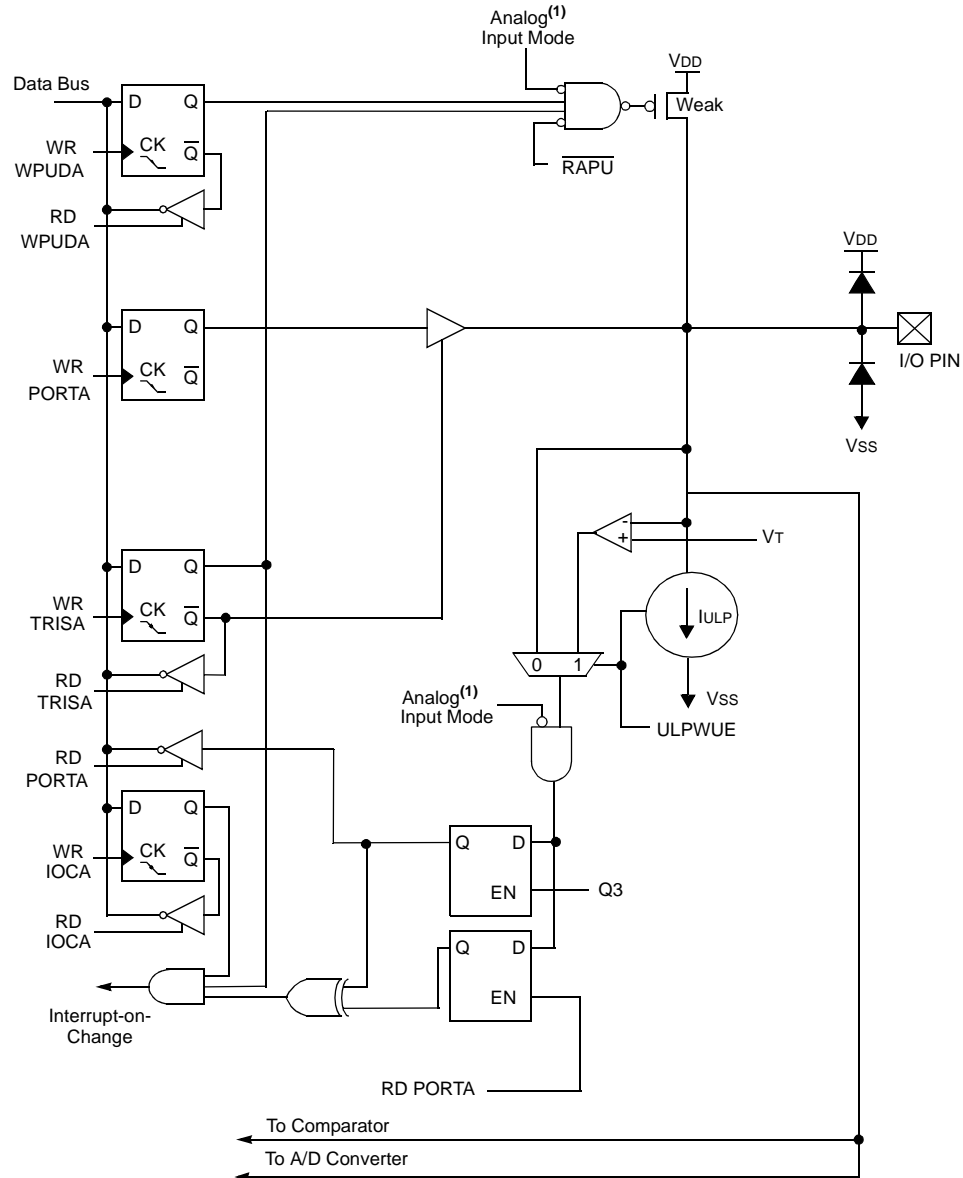 Analog(1)
Input Mode
VDD
Data Bus
D Q
Weak
WR
WPUDA
CK Q
RAPU
RD
WPUDA
VDD
D Q
WR
PORTA
CK Q
I/O PIN
VSS
- 
+
VT
D Q
WR
TRISA
CK Q
IULP
0 1
RD
TRISA
VSS
Analog(1)
Input Mode
ULPWUE
RD
PORTA
D Q
Q D
WR
IOCA
CK Q
EN
Q3
RD
IOCA
Q D
EN
Interrupt-on-
Change
RD PORTA
To Comparator
To A/D Converter